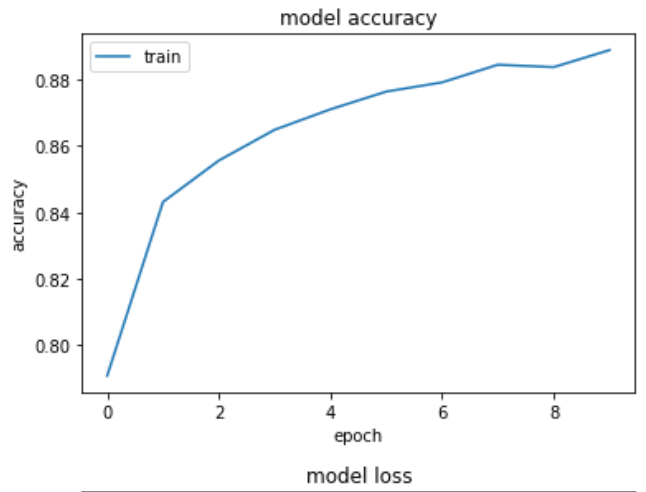 model accuracy
train
0.88
0.86
0.84
0.82
0.80
accuracy
0 2 4 6 8
epoch
model loss